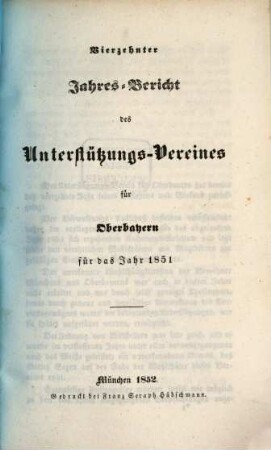 Vierzehnter
Jahres-Bericht
des
Unterstützungs-Vereines
für
Oberbayern
für das Jahr 1851
München 1852.
Gedruckt bei Franz Seraph Hübschmann.